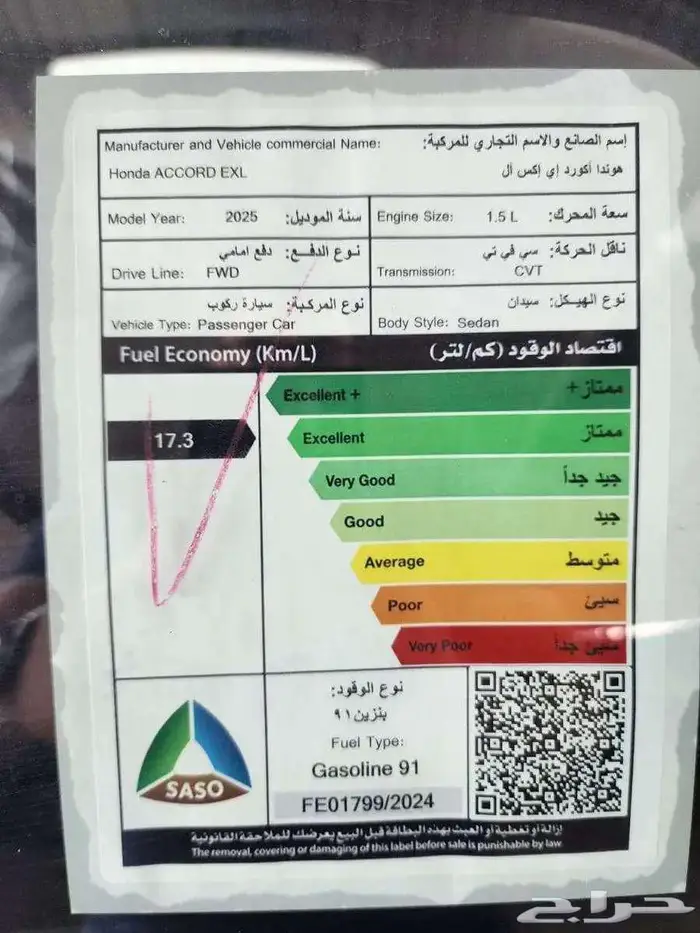 Manufacturer and Vehicle commercial Name: إسم الصانع والاسم التجاري للمركبة:
Honda ACCORD EXL هوندا أكورد إي إكس أل
Model Year: 2025 سنة الموديل:
Engine Size: 1.5 L سعة المحرك:
نوع الدفع: دفع امامي
Drive Line: FWD
ناقل الحركة: سي في تي
Transmission: CVT
نوع المركبة: سيارة ركوب
Vehicle Type: Passenger Car
نوع الهيكل: سيدان
Body Style: Sedan
Fuel Economy (Km/L) اقتصاد الوقود (كم/لتر)
17.3
Excellent + ممتاز+
Excellent ممتاز
Very Good جيد جداً
Good جيد
Average متوسط
Poor سيئ
Very Poor سيئ جداً
SASO
نوع الوقود:
بنزين ٩١
Fuel Type:
Gasoline 91
FE01799/2024
إزالة أو تغطية أو العبث بهذه البطاقة قبل البيع يعرضك للملاحقة القانونية
The removal, covering or damaging of this label before sale is punishable by law
حراج